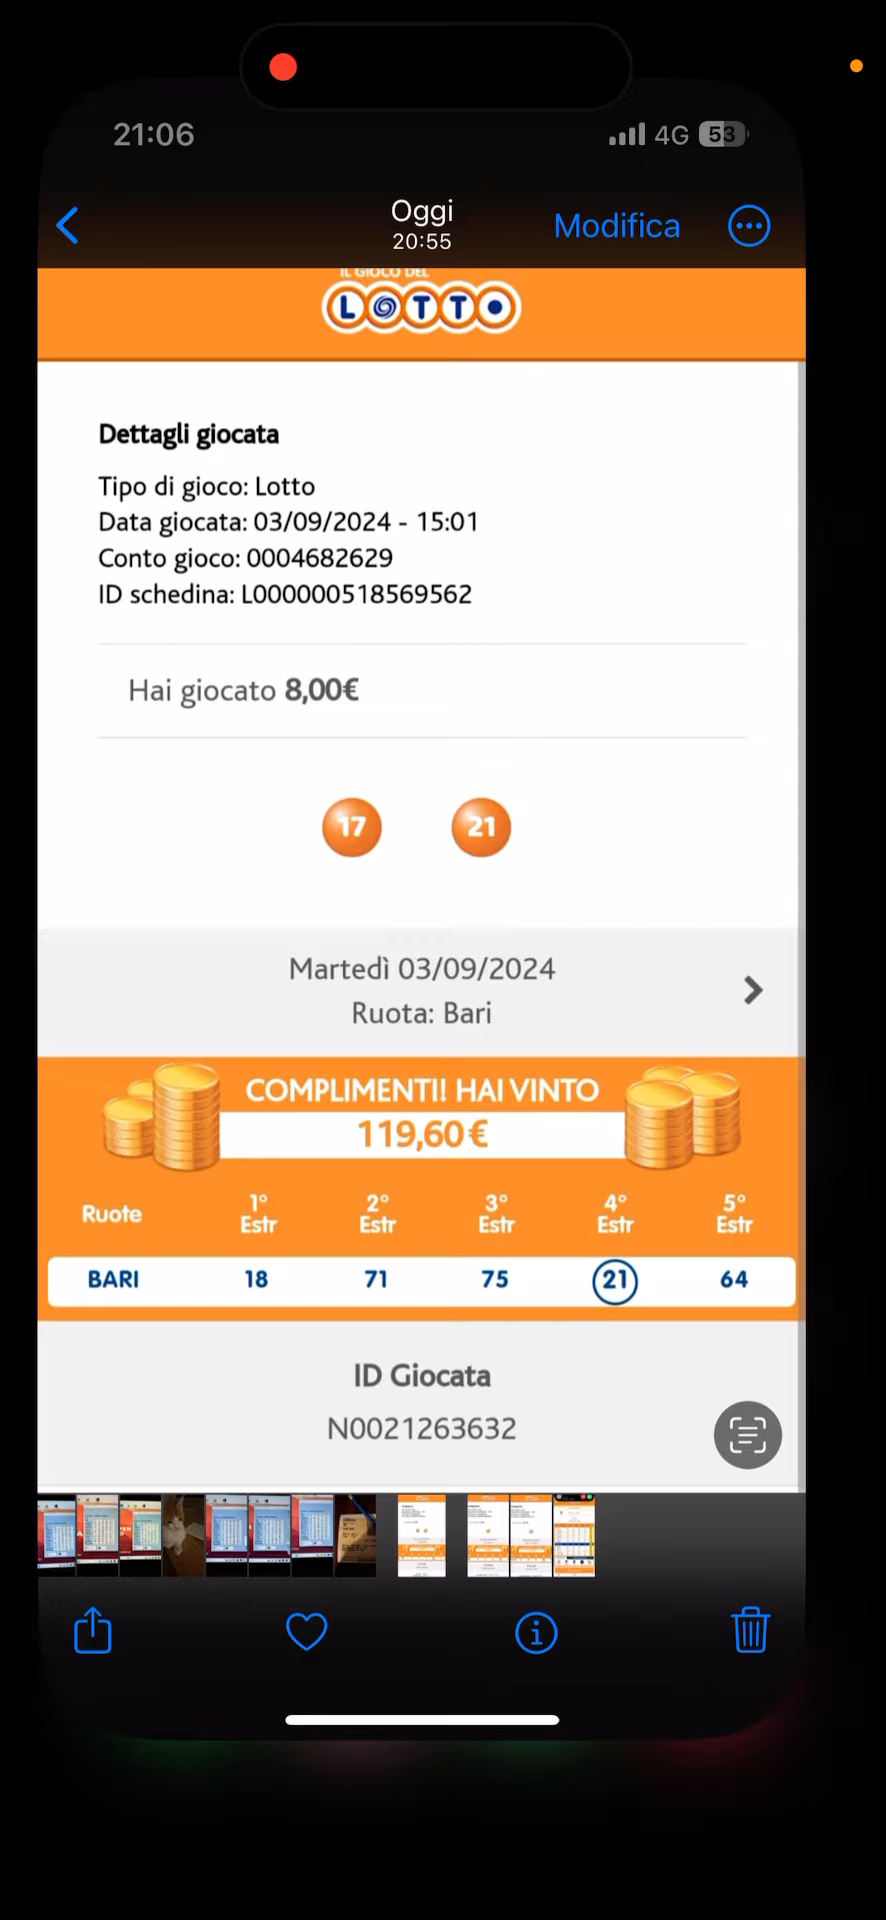 21:06
4G 53
Oggi
20:55
Modifica
IL GIOCO DEL
LOTTO
Dettagli giocata
Tipo di gioco: Lotto
Data giocata: 03/09/2024 - 15:01
Conto gioco: 0004682629
ID schedina: L000000518569562
Hai giocato 8,00€
17 21
Martedì 03/09/2024
Ruota: Bari
COMPLIMENTI! HAI VINTO
119,60€
Ruote 1° Estr 2° Estr 3° Estr 4° Estr 5° Estr
BARI 18 71 75 21 64
ID Giocata
N0021263632